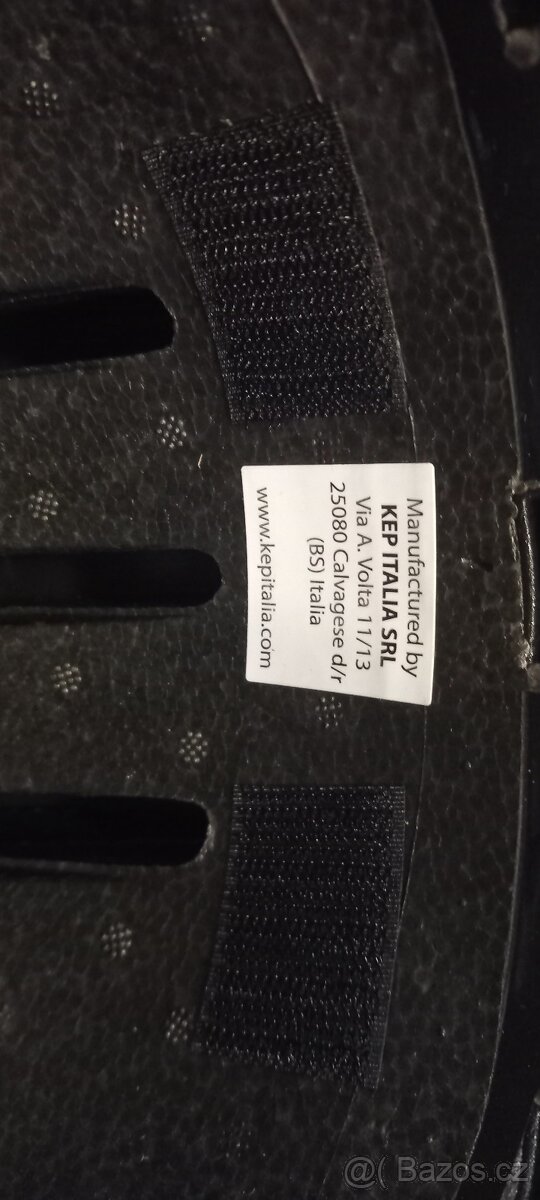 Manufactured by
KEP ITALIA SRL
Via A. Volta 11/13
25080 Calvagese d/r
(BS) Italia
www.kepitalia.com
@( Bazos.cz